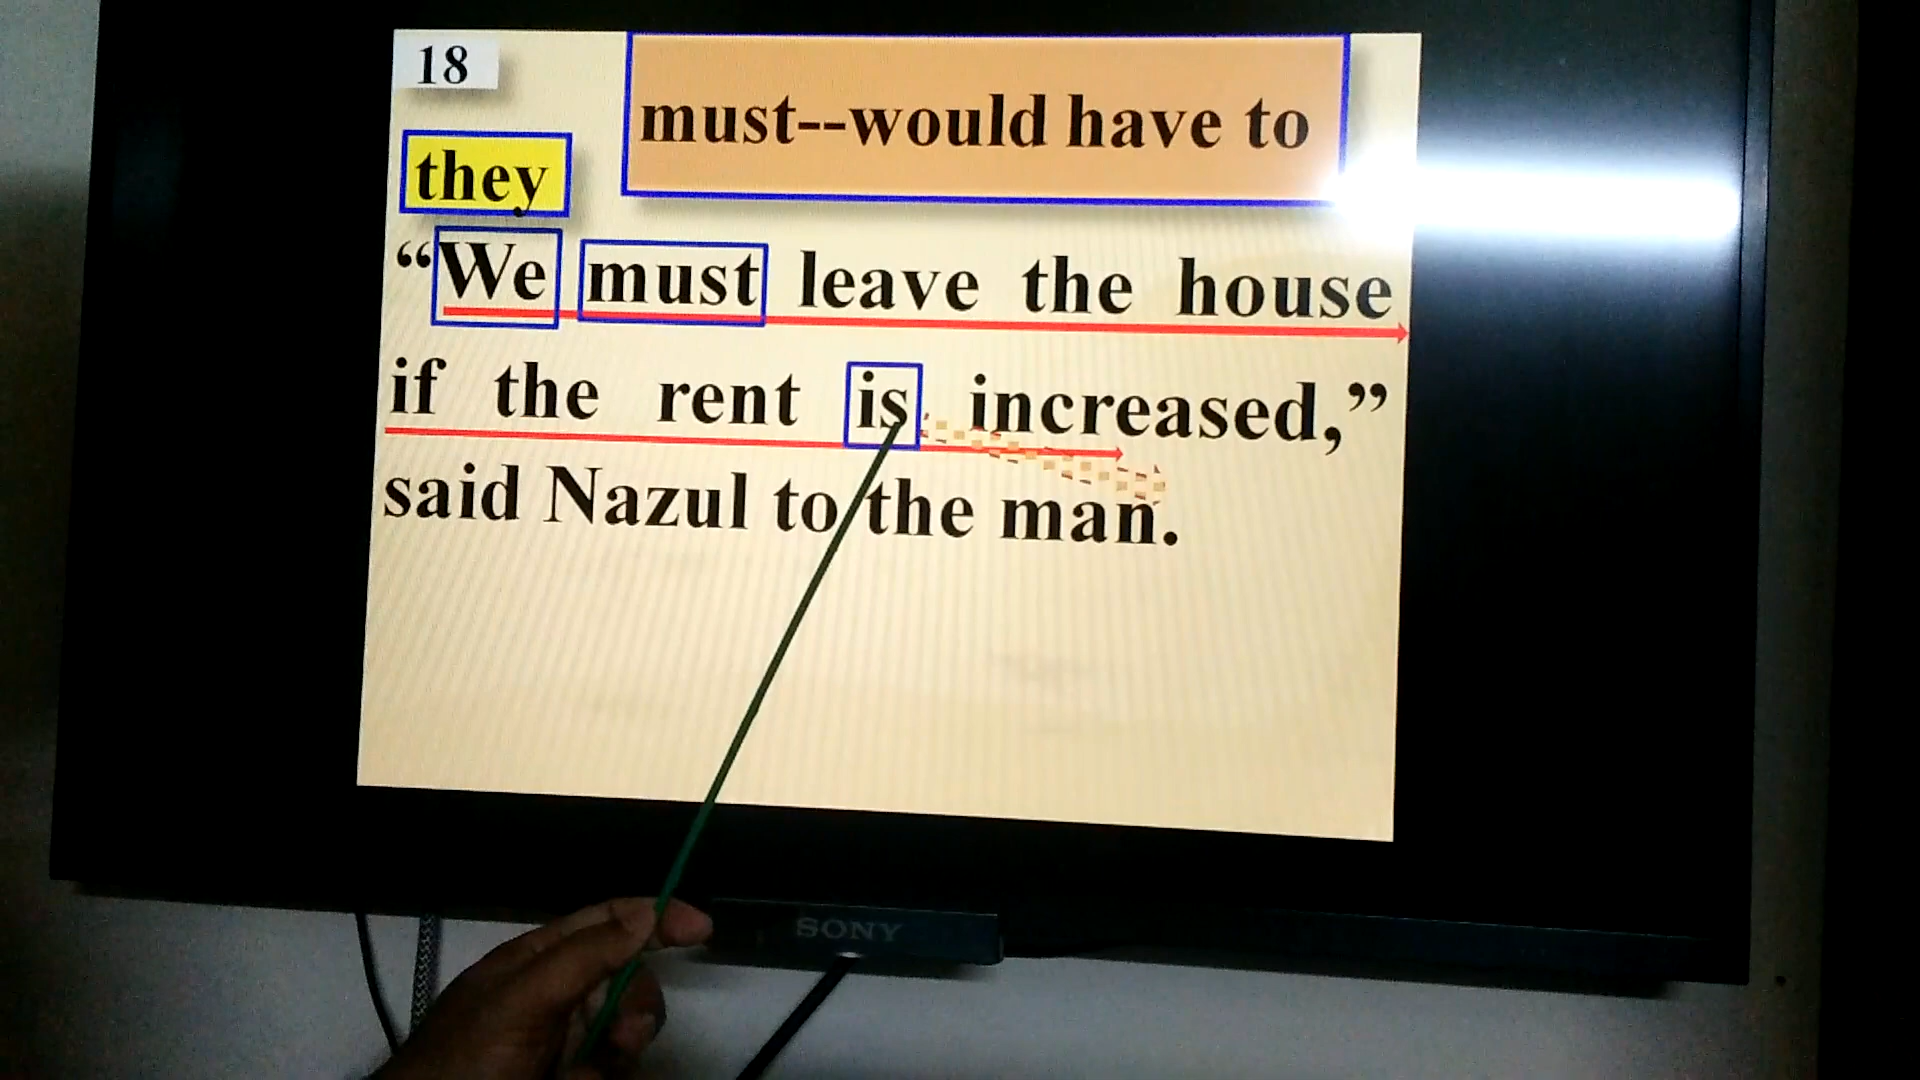 18
must--would have to
they
“We must leave the house
if the rent is increased,”
said Nazul to the man.
SONY